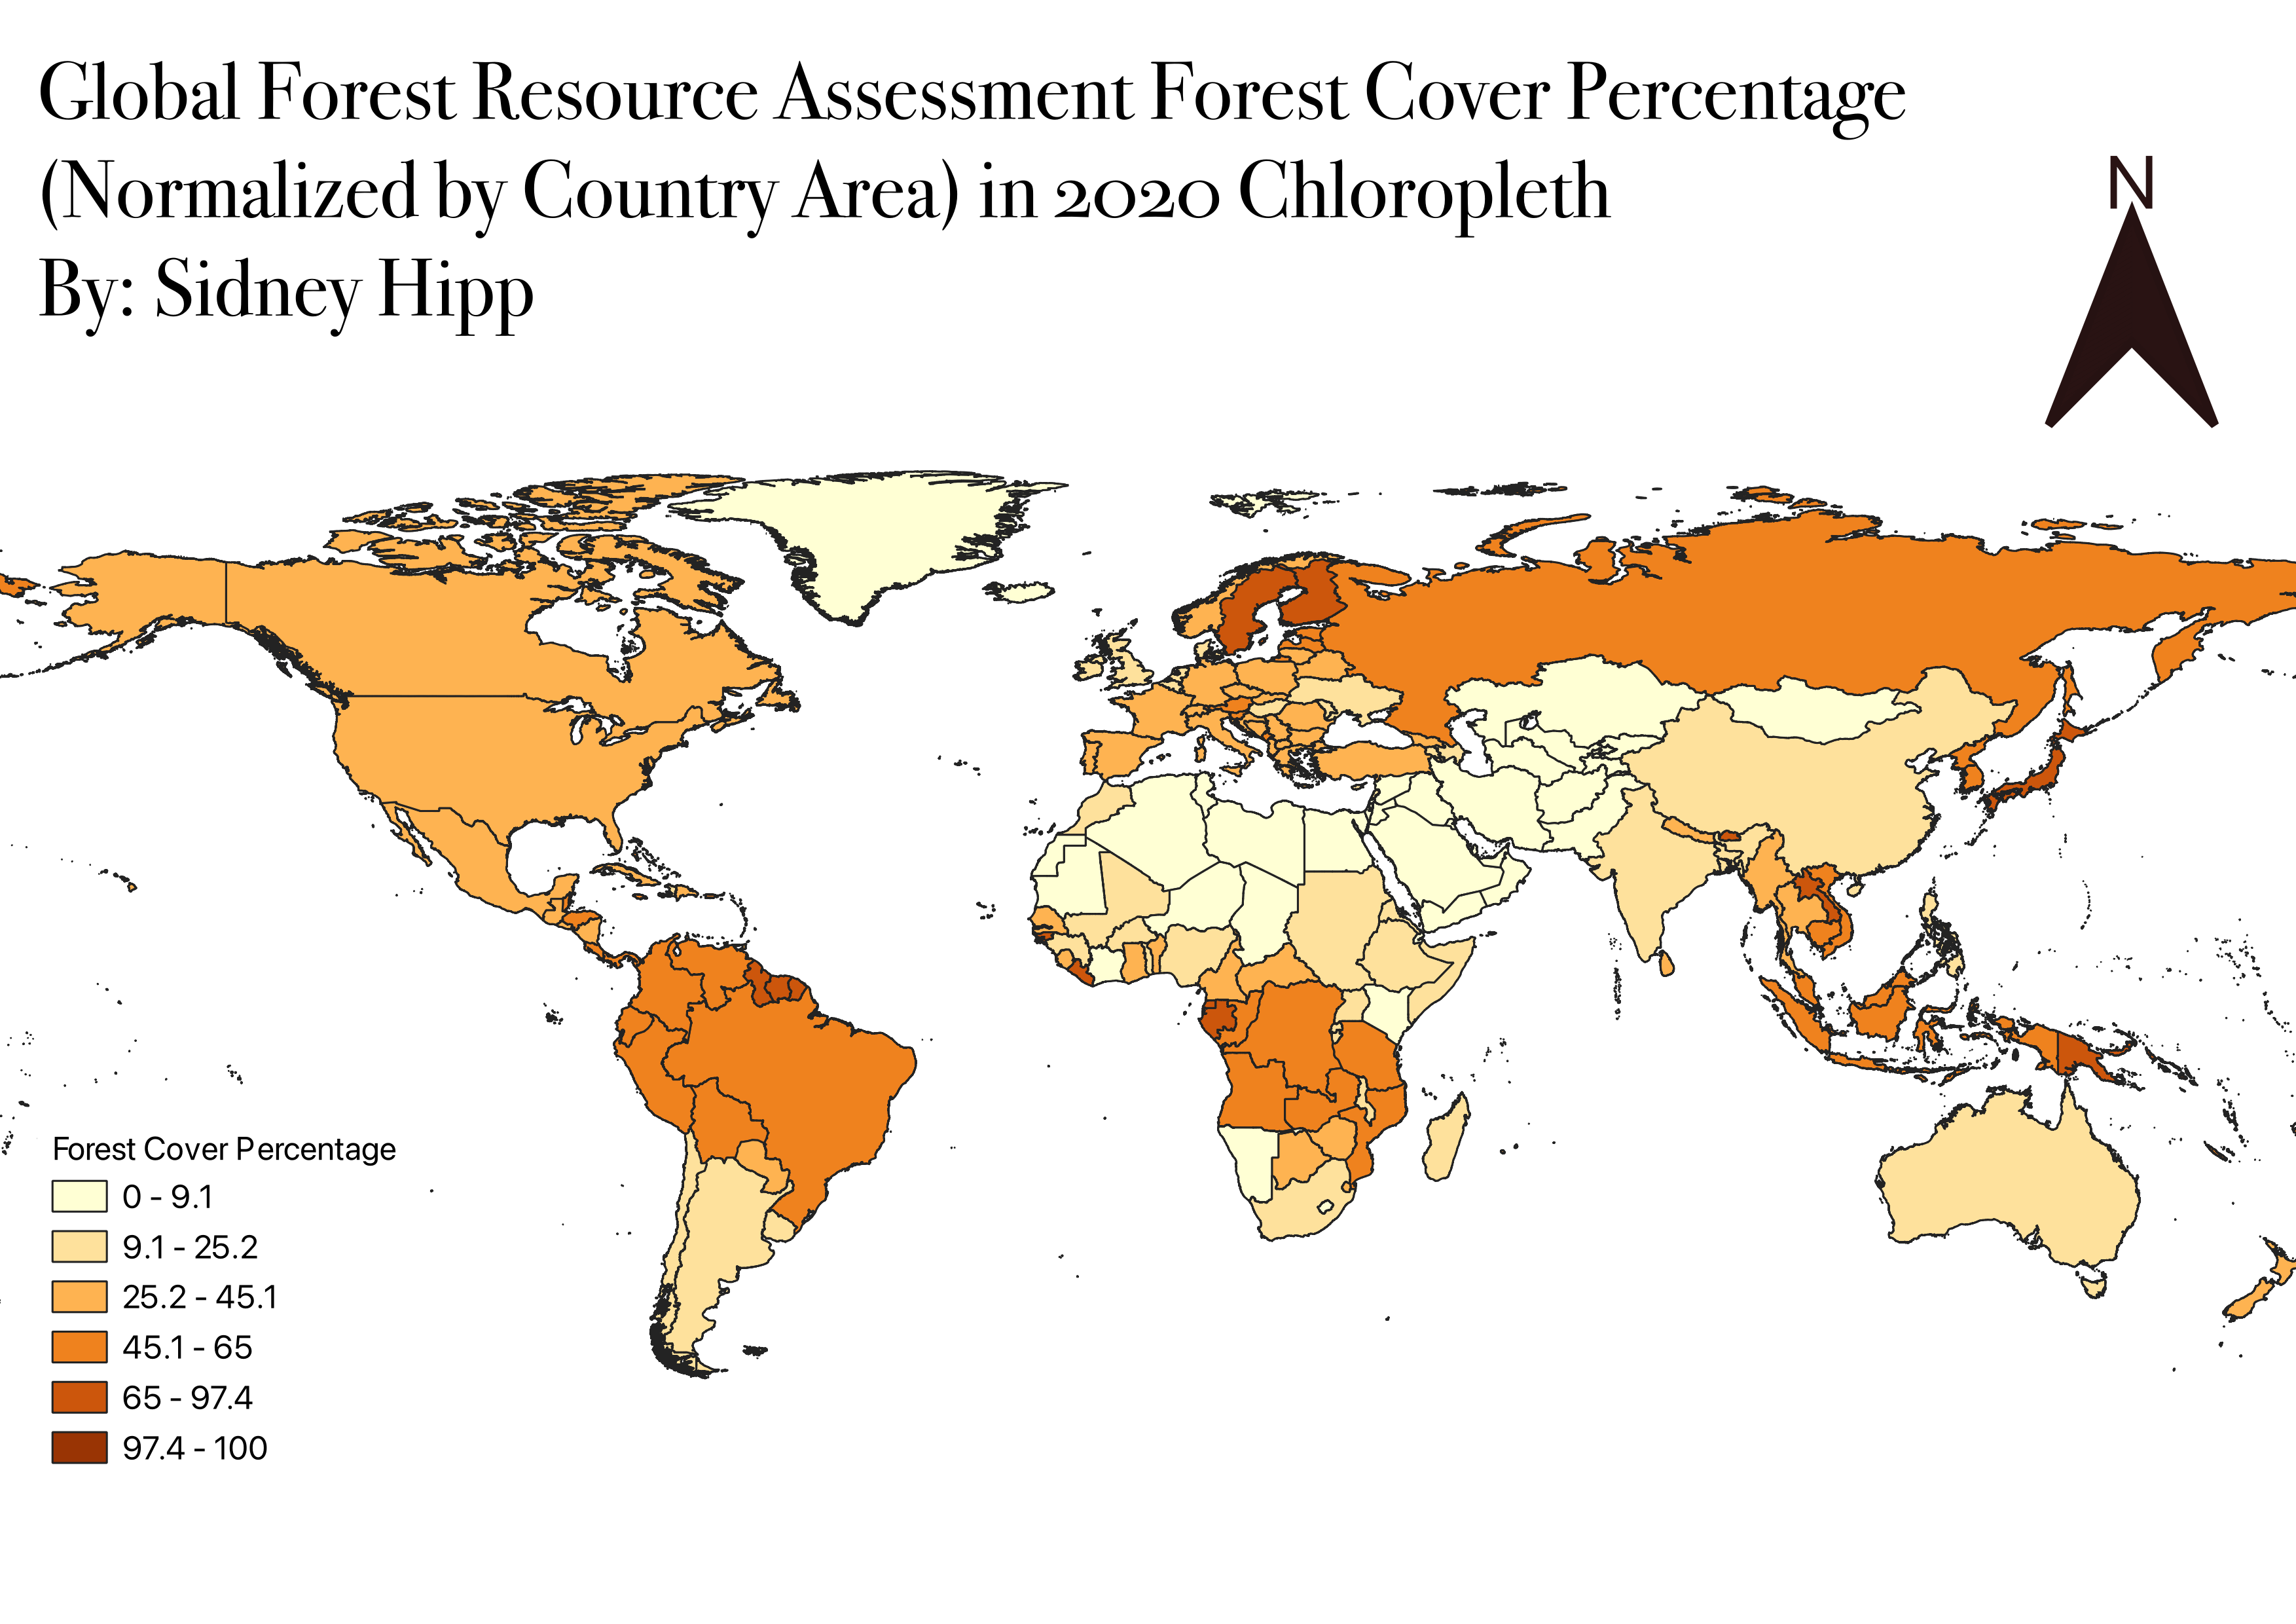 Global Forest Resource Assessment Forest Cover Percentage
(Normalized by Country Area) in 2020 Chloropleth
By: Sidney Hipp
N
Forest Cover Percentage
0 - 9.1
9.1 - 25.2
25.2 - 45.1
45.1 - 65
65 - 97.4
97.4 - 100